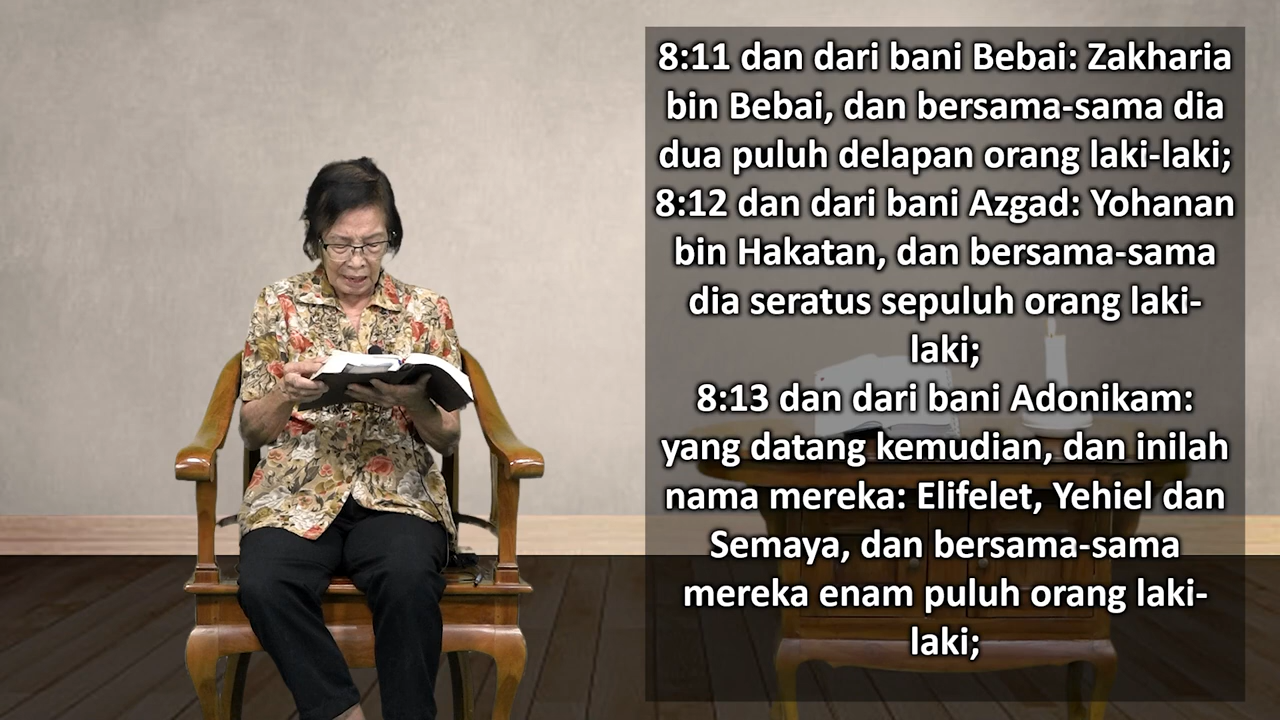 8:11 dan dari bani Bebai: Zakharia
bin Bebai, dan bersama-sama dia
dua puluh delapan orang laki-laki;
8:12 dan dari bani Azgad: Yohanan
bin Hakatan, dan bersama-sama
dia seratus sepuluh orang laki-
laki;
8:13 dan dari bani Adonikam:
yang datang kemudian, dan inilah
nama mereka: Elifelet, Yehiel dan
Semaya, dan bersama-sama
mereka enam puluh orang laki-
laki;